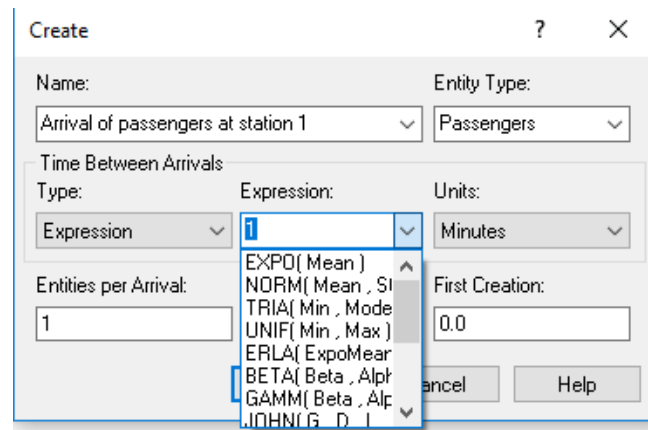 Create ? ×
Name: Entity Type:
Arrival of passengers at station 1 Passengers
Time Between Arrivals
Type: Expression: Units:
Expression 1 Minutes
EXPO( Mean )
NORM( Mean , St
TRIA( Min , Mode
UNIF( Min , Max )
ERLA( ExpoMear
BETA( Beta , Alph
GAMM( Beta , Alp
JOHN( G , D , L
Entities per Arrival: First Creation:
1 0.0
ancel Help